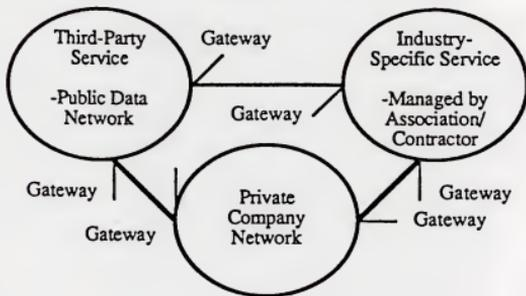 Third-Party
Service
-Public Data
Network
Gateway
Gateway
Industry-
Specific Service
-Managed by
Association/
Contractor
Gateway
Gateway
Private
Company
Network
Gateway
Gateway